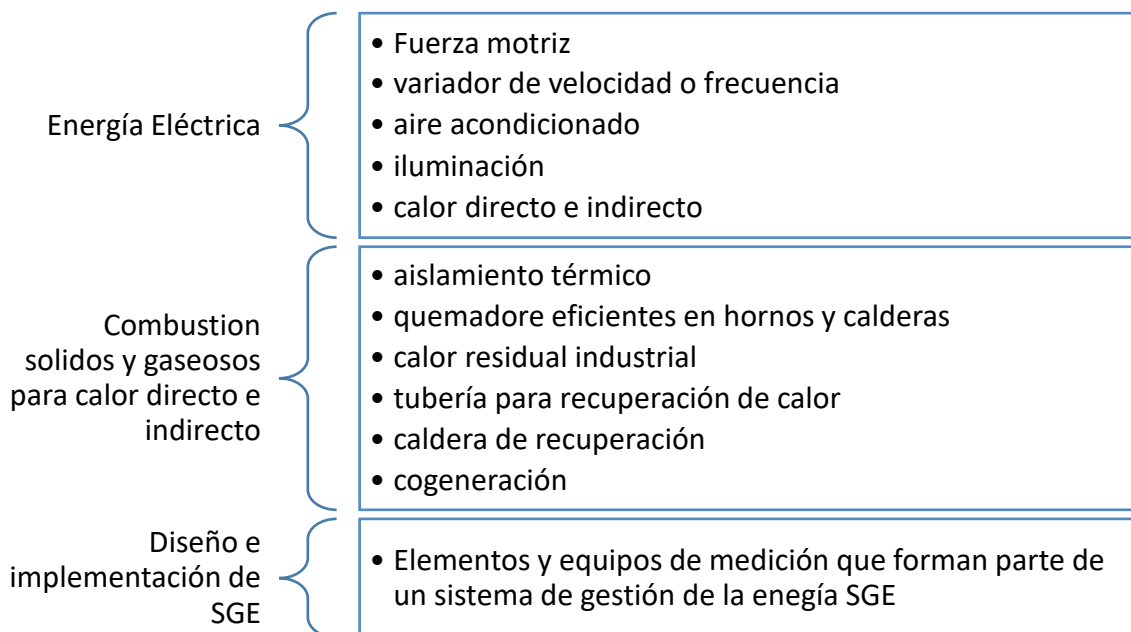 Energía Eléctrica
• Fuerza motriz
• variador de velocidad o frecuencia
• aire acondicionado
• iluminación
• calor directo e indirecto
Combustion
solidos y gaseosos
para calor directo e
indirecto
• aislamiento térmico
• quemadore eficientes en hornos y calderas
• calor residual industrial
• tubería para recuperación de calor
• caldera de recuperación
• cogeneración
Diseño e
implementación de
SGE
• Elementos y equipos de medición que forman parte de
un sistema de gestión de la enegía SGE